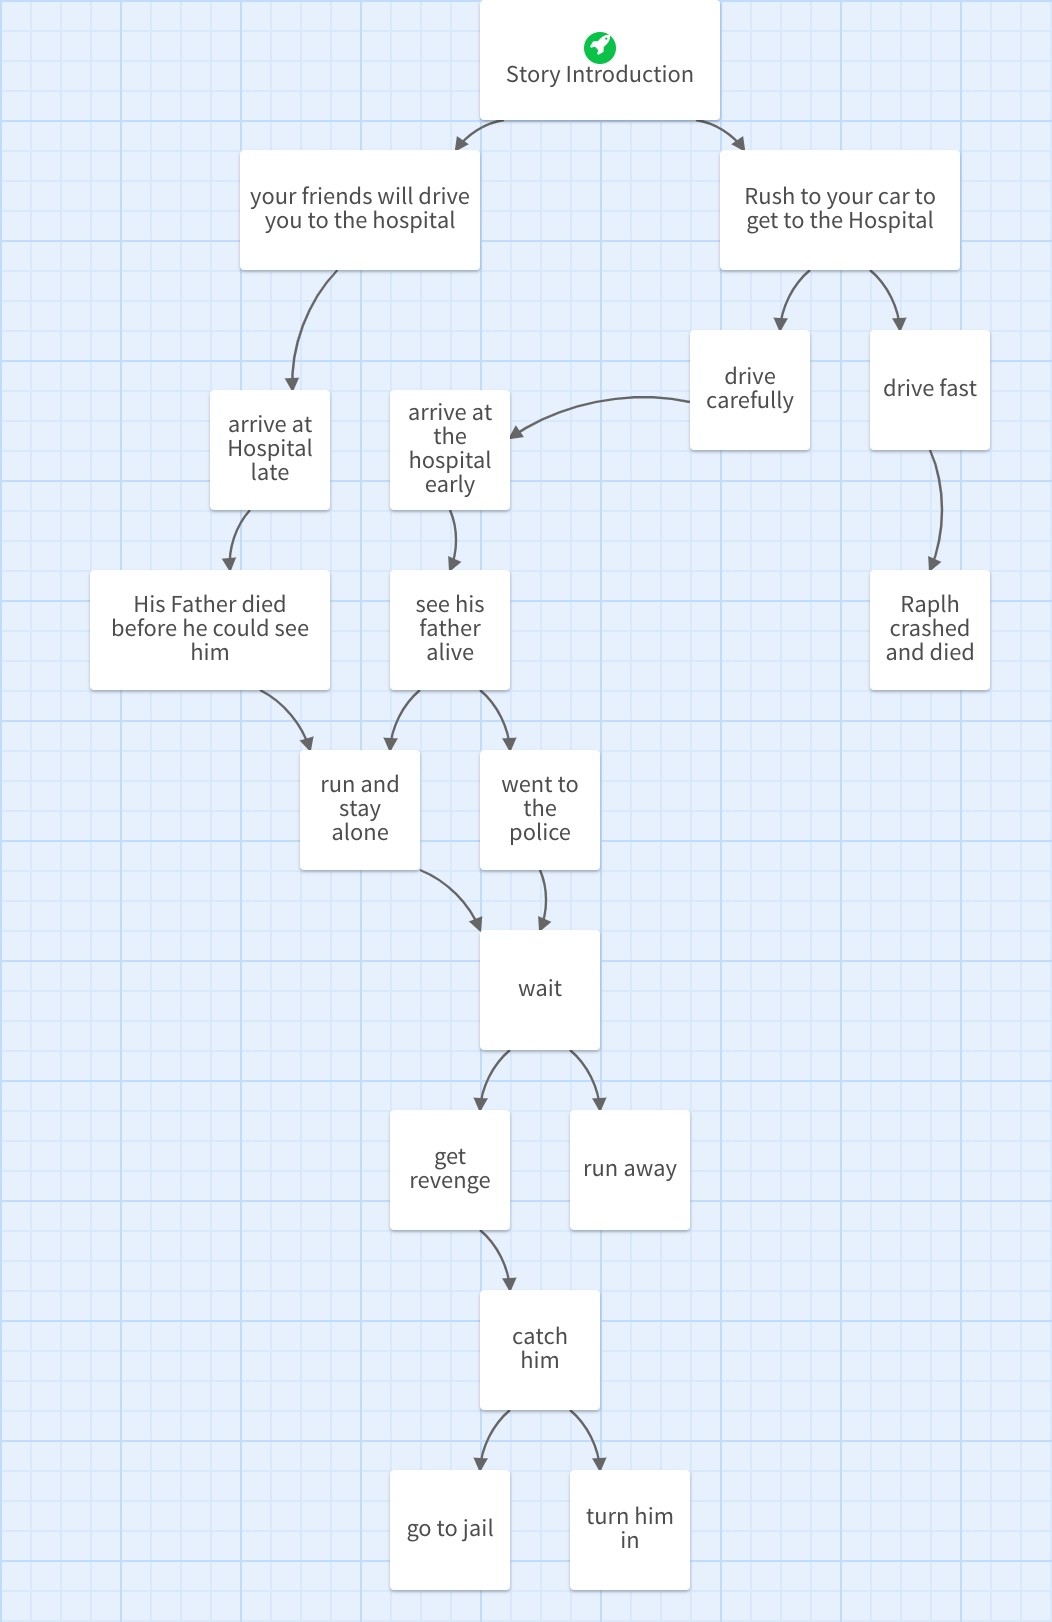 Story Introduction
your friends will drive
you to the hospital
Rush to your car to
get to the Hospital
drive
carefully
drive fast
arrive at
Hospital
late
arrive at
the
hospital
early
His Father died
before he could see
him
see his
father
alive
Raplh
crashed
and died
run and
stay
alone
went to
the
police
wait
get
revenge
run away
catch
him
go to jail
turn him
in